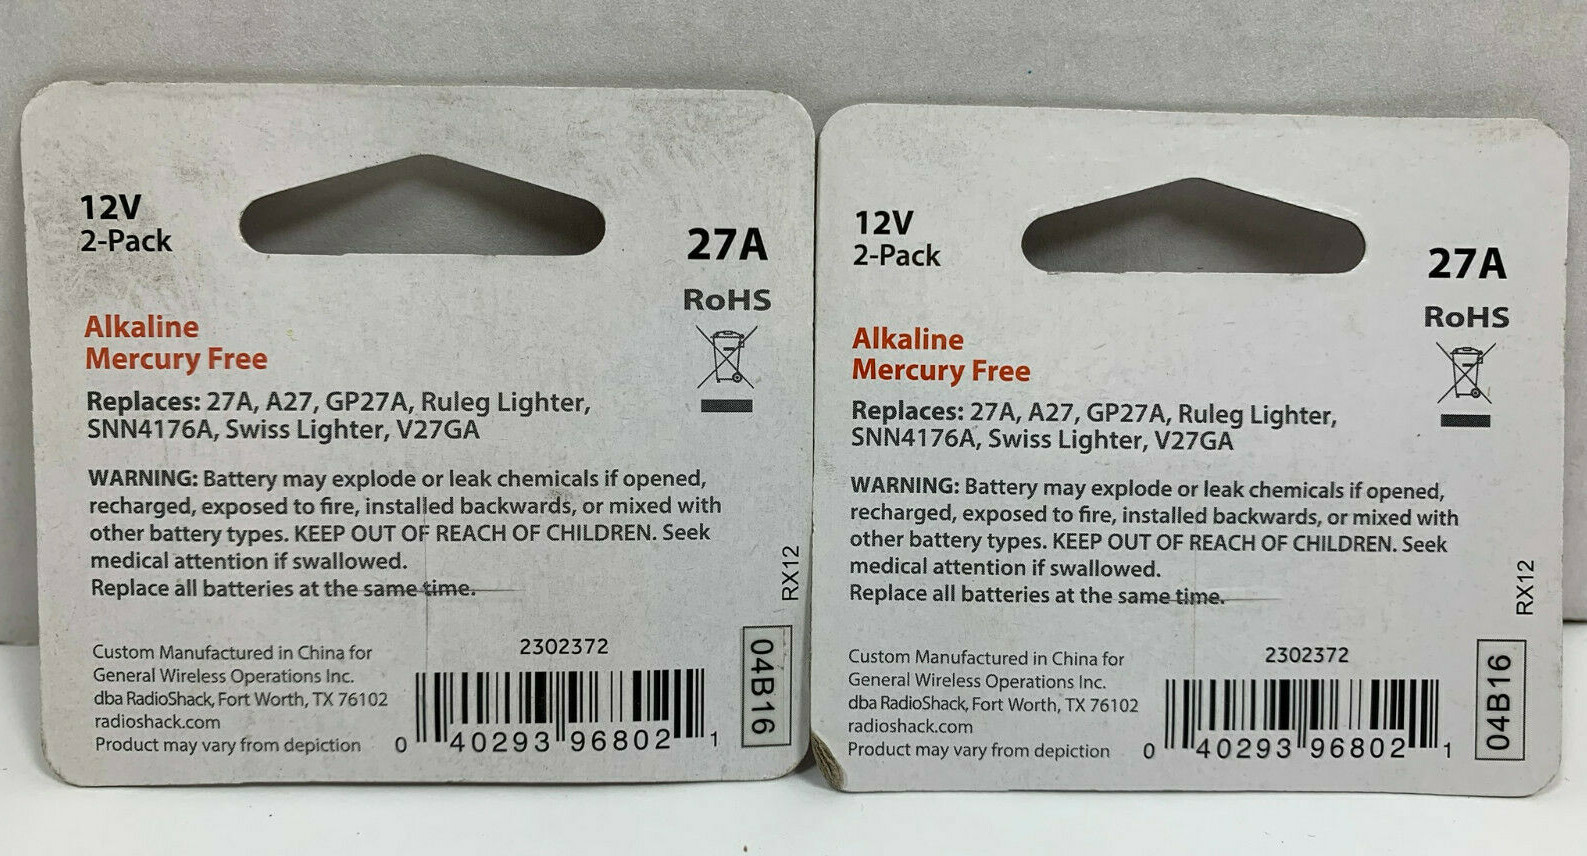 12V
2-Pack
27A
RoHS
Alkaline
Mercury Free
Replaces: 27A, A27, GP27A, Ruleg Lighter,
SNN4176A, Swiss Lighter, V27GA
WARNING: Battery may explode or leak chemicals if opened,
recharged, exposed to fire, installed backwards, or mixed with
other battery types. KEEP OUT OF REACH OF CHILDREN. Seek
medical attention if swallowed.
Replace all batteries at the same time.
RX12
Custom Manufactured in China for
General Wireless Operations Inc.
dba RadioShack, Fort Worth, TX 76102
radioshack.com
Product may vary from depiction
2302372
0 40293 96802 1
04B16
12V
2-Pack
27A
RoHS
Alkaline
Mercury Free
Replaces: 27A, A27, GP27A, Ruleg Lighter,
SNN4176A, Swiss Lighter, V27GA
WARNING: Battery may explode or leak chemicals if opened,
recharged, exposed to fire, installed backwards, or mixed with
other battery types. KEEP OUT OF REACH OF CHILDREN. Seek
medical attention if swallowed.
Replace all batteries at the same time.
RX12
Custom Manufactured in China for
General Wireless Operations Inc.
dba RadioShack, Fort Worth, TX 76102
radioshack.com
Product may vary from depiction
2302372
0 40293 96802 1
04B16